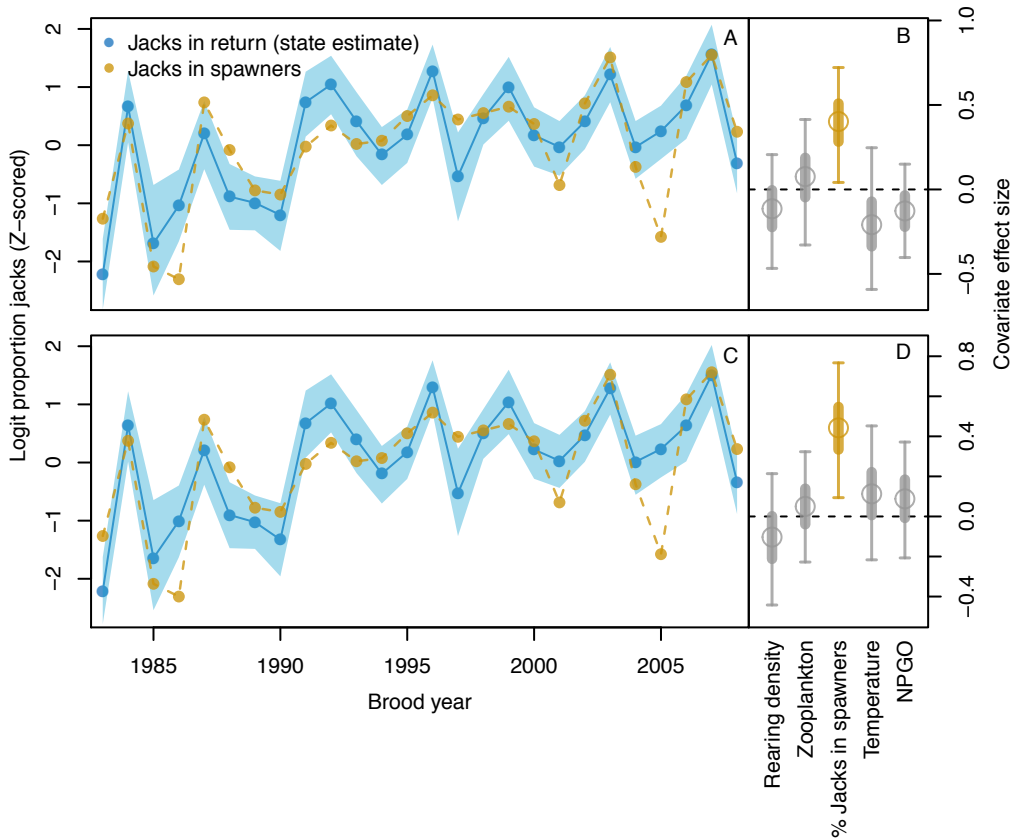 Jacks in return (state estimate)
Jacks in spawners
A
B
2
1
0
−1
−2
1.0
0.5
0.0
−0.5
C
D
2
1
0
−1
−2
0.8
0.4
0.0
−0.4
Logit proportion jacks (Z−scored)
Covariate effect size
1985
1990
1995
2000
2005
Brood year
Rearing density
Zooplankton
% Jacks in spawners
Temperature
NPGO